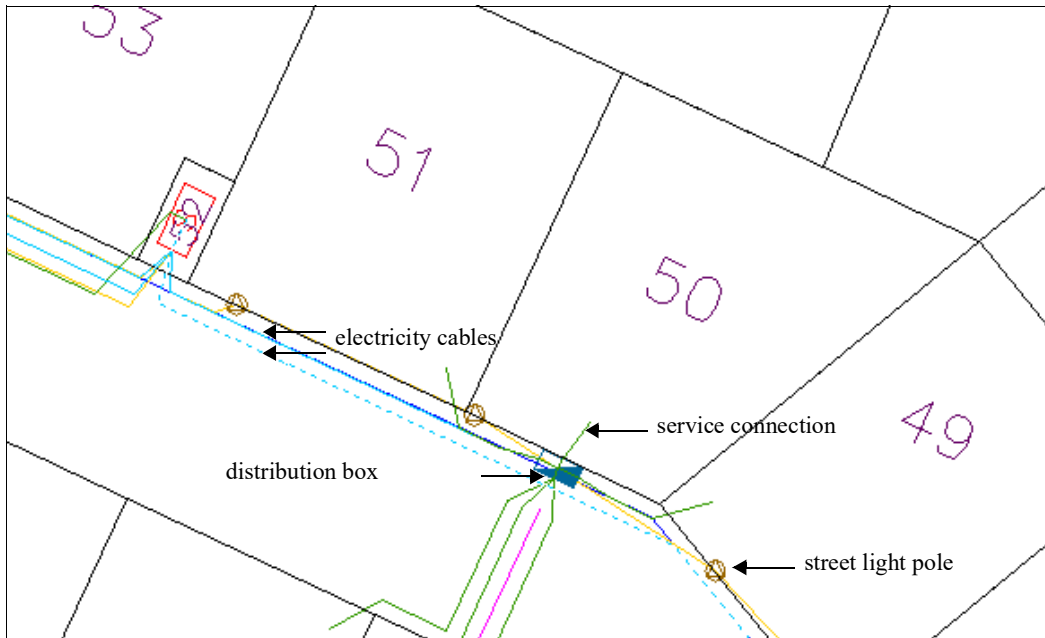 53
51
50
49
electricity cables
service connection
distribution box
street light pole